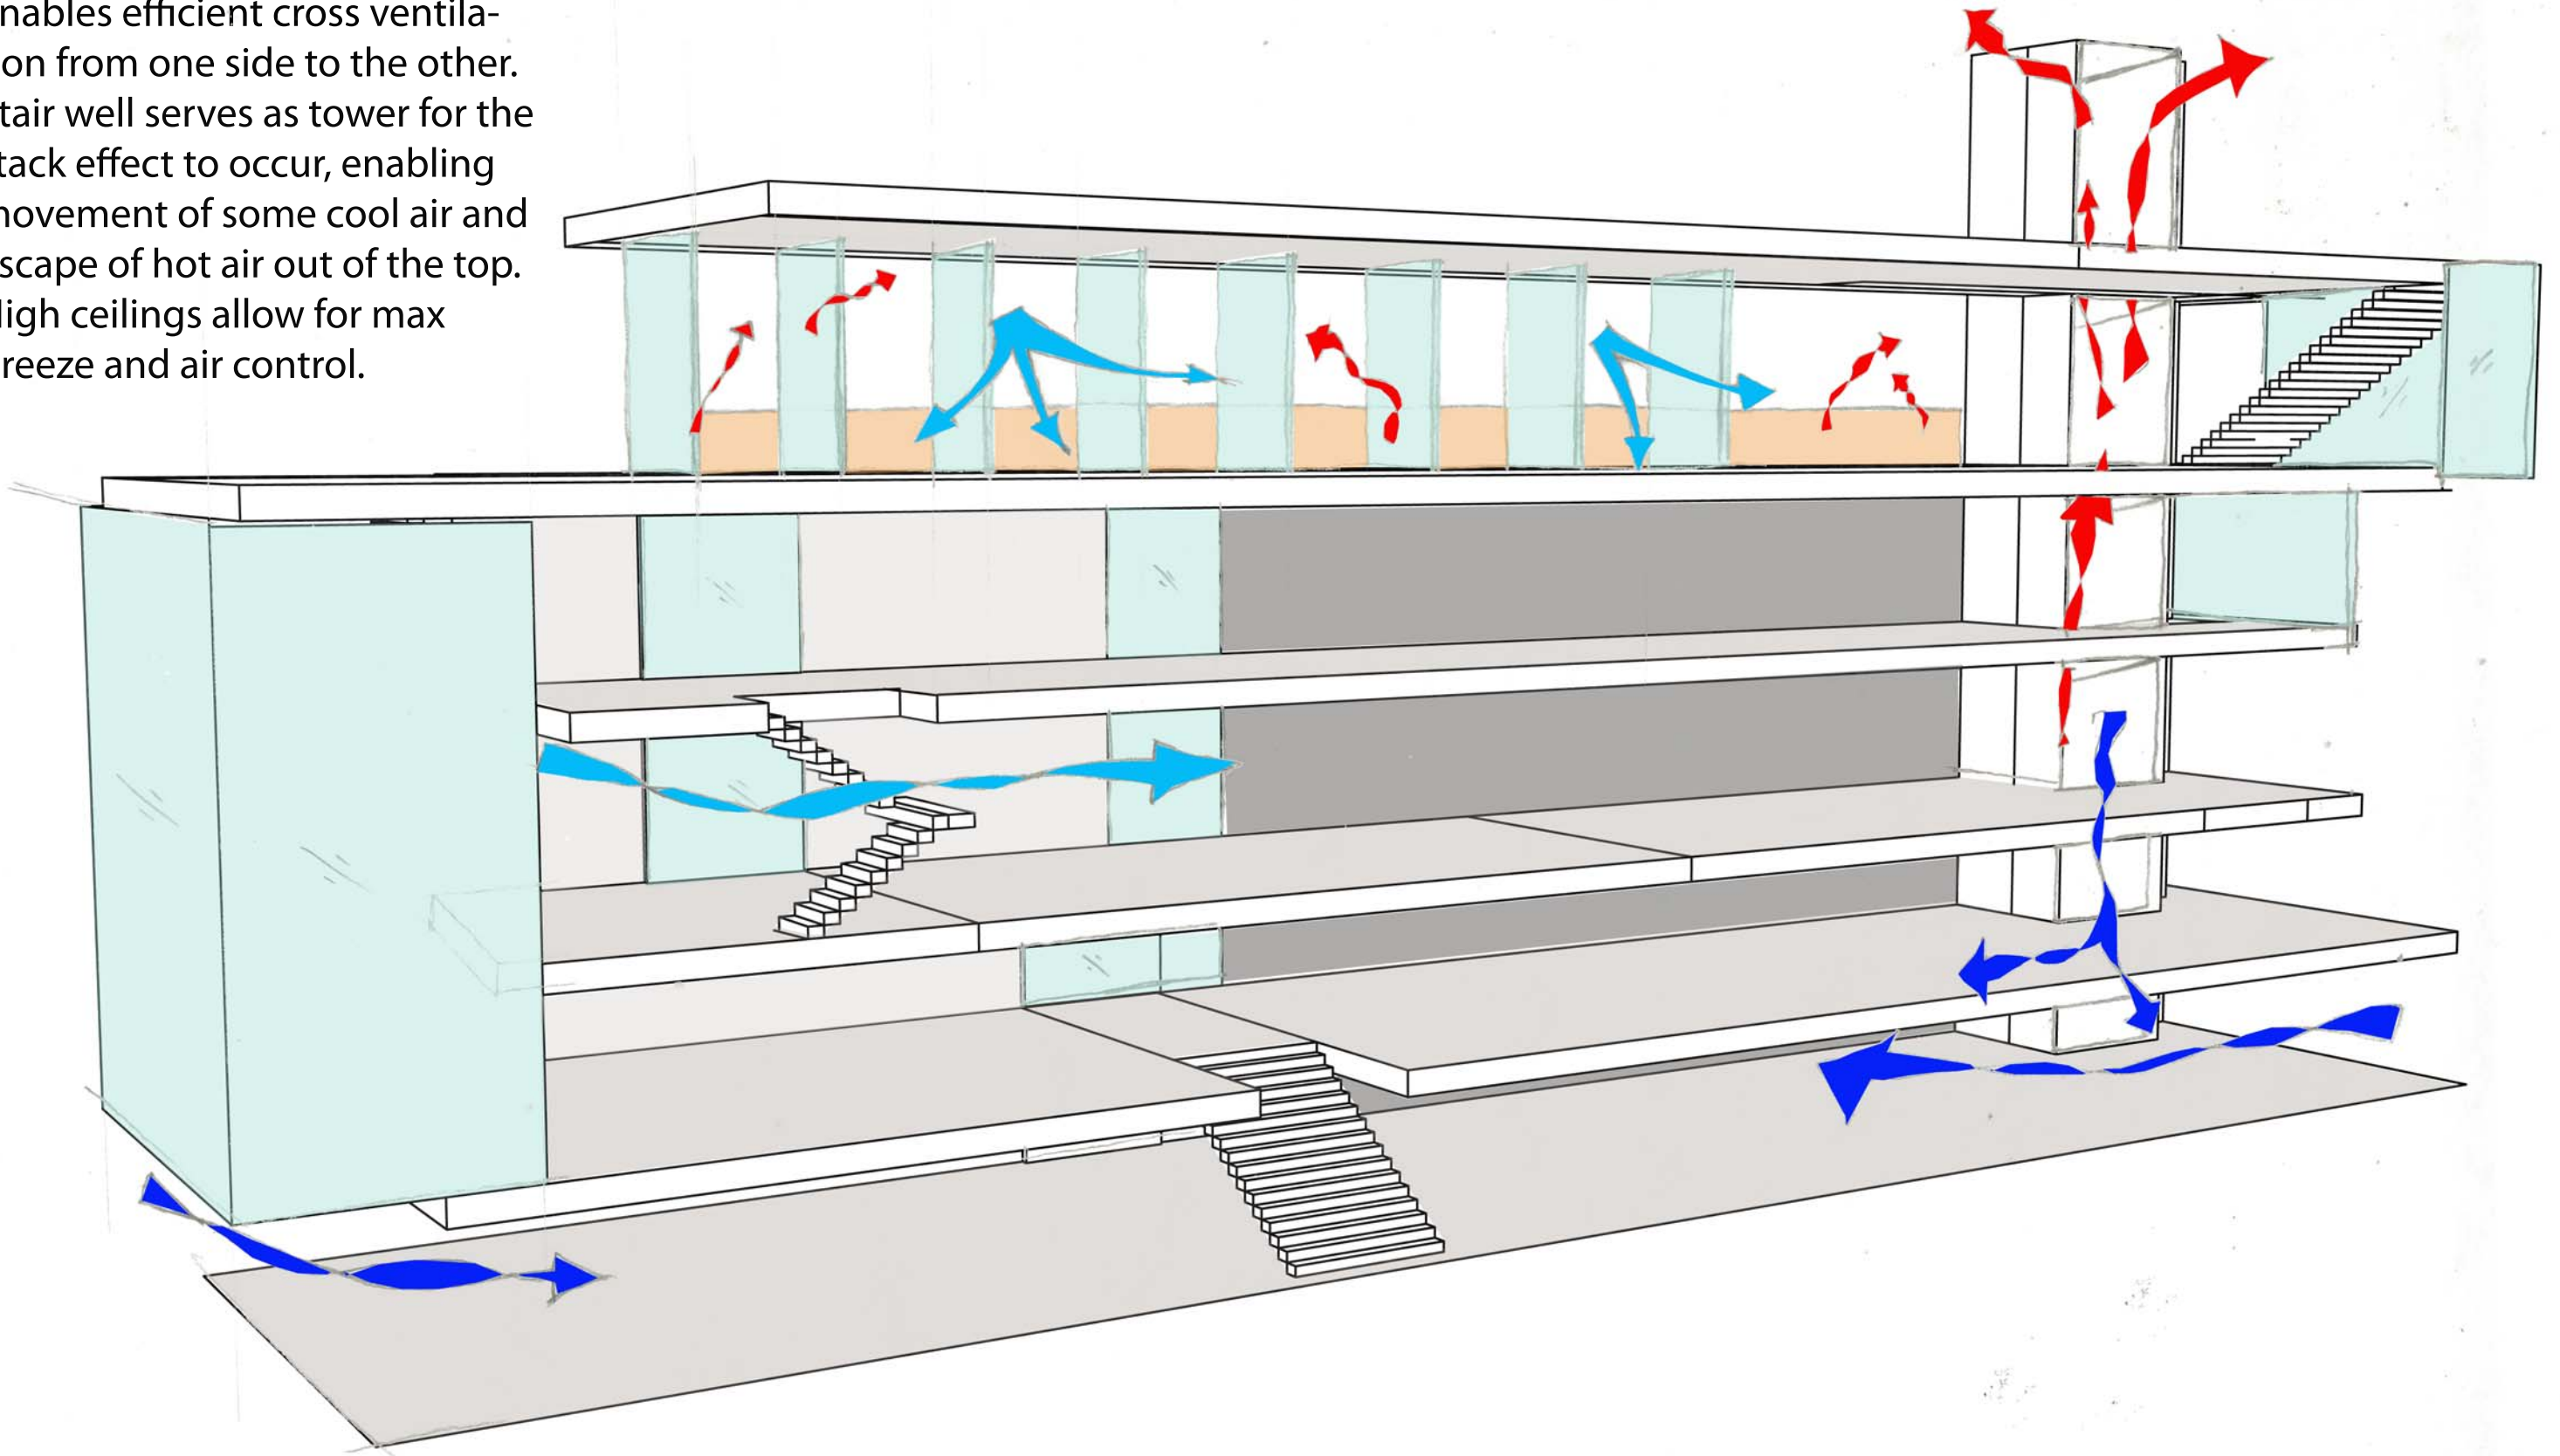 nables efficient cross ventila-
on from one side to the other.
tair well serves as tower for the
tack effect to occur, enabling
novement of some cool air and
scape of hot air out of the top.
ligh ceilings allow for max
reeze and air control.